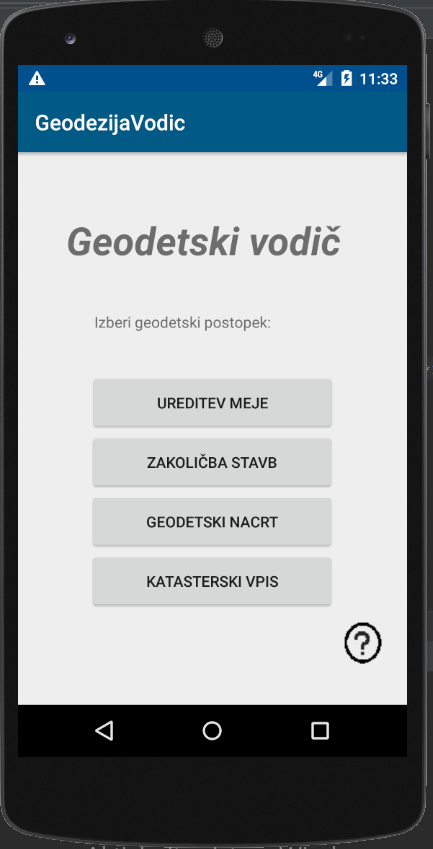 4G 11:33
GeodezijaVodic
Geodetski vodič
Izberi geodetski postopek:
UREDITEV MEJE
ZAKOLIČBA STAVB
GEODETSKI NACRT
KATASTERSKI VPIS
?